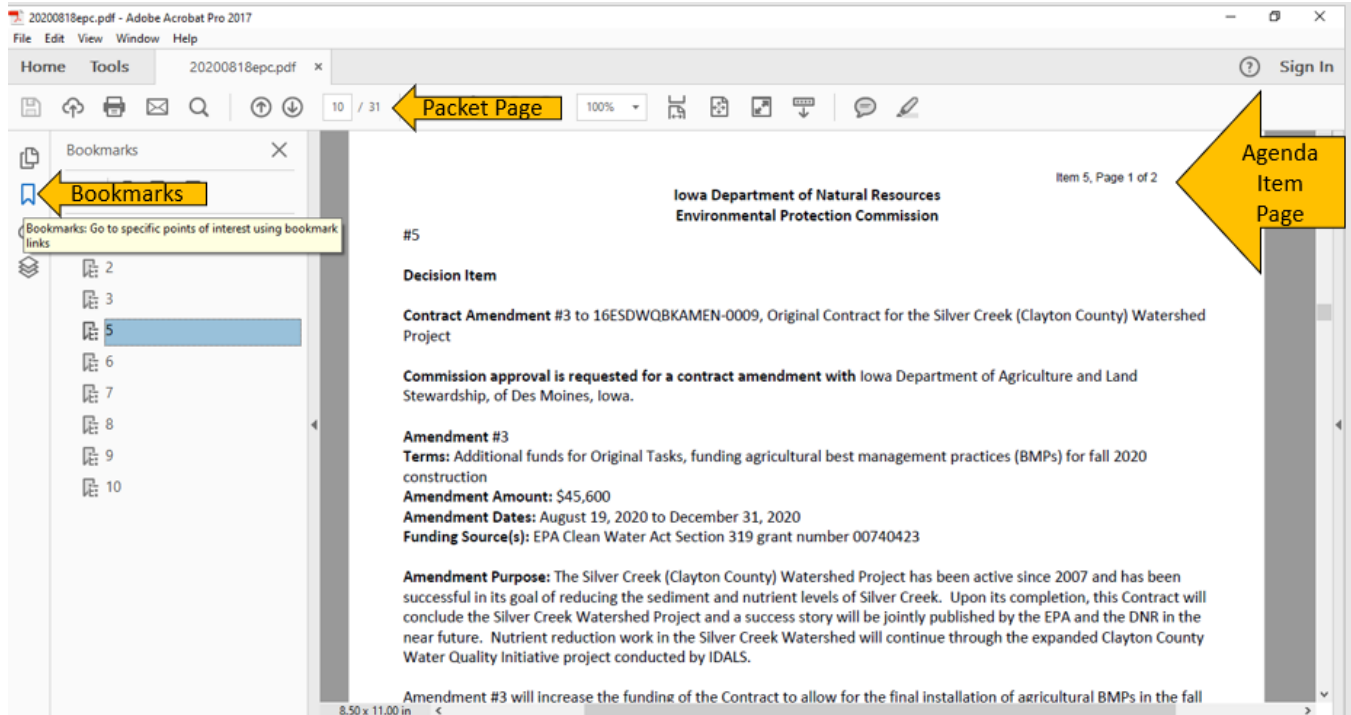 20200818epc.pdf - Adobe Acrobat Pro 2017
File Edit View Window Help
Home Tools 20200818epc.pdf × Sign In
10 / 31 Packet Page 100%
Bookmarks
Agenda
Item
Page
Bookmarks
Bookmarks: Go to specific points of interest using bookmark
links
2
3
5
6
7
8
9
10
Item 5, Page 1 of 2
Iowa Department of Natural Resources
Environmental Protection Commission
#5
Decision Item
Contract Amendment #3 to 16ESDWQBKAMEN-0009, Original Contract for the Silver Creek (Clayton County) Watershed
Project
Commission approval is requested for a contract amendment with Iowa Department of Agriculture and Land
Stewardship, of Des Moines, Iowa.
Amendment #3
Terms: Additional funds for Original Tasks, funding agricultural best management practices (BMPs) for fall 2020
construction
Amendment Amount: $45,600
Amendment Dates: August 19, 2020 to December 31, 2020
Funding Source(s): EPA Clean Water Act Section 319 grant number 00740423
Amendment Purpose: The Silver Creek (Clayton County) Watershed Project has been active since 2007 and has been
successful in its goal of reducing the sediment and nutrient levels of Silver Creek. Upon its completion, this Contract will
conclude the Silver Creek Watershed Project and a success story will be jointly published by the EPA and the DNR in the
near future. Nutrient reduction work in the Silver Creek Watershed will continue through the expanded Clayton County
Water Quality Initiative project conducted by IDALS.
Amendment #3 will increase the funding of the Contract to allow for the final installation of agricultural BMPs in the fall
8.50 x 11.00 in